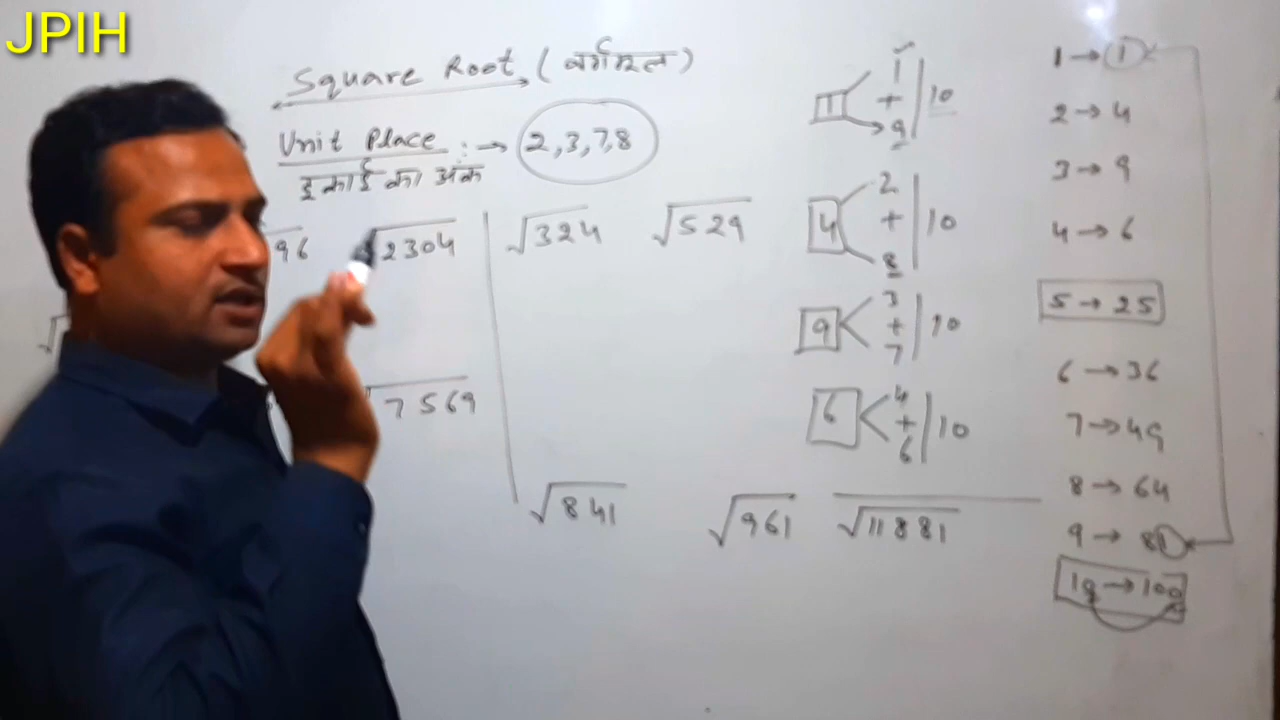 JPIH
Square Root (वर्गमूल)
Unit Place :→ 2,3,7,8
इकाई का अंक
96 √2304 √324 √529
√7569
√841 √961 √11881
1 < 1 + 9 | 10
4 < 2 + 8 | 10
9 < 3 + 7 | 10
6 < 4 + 6 | 10
1 → 1
2 → 4
3 → 9
4 → 6
5 → 25
6 → 36
7 → 49
8 → 64
9 → 81
10 → 100